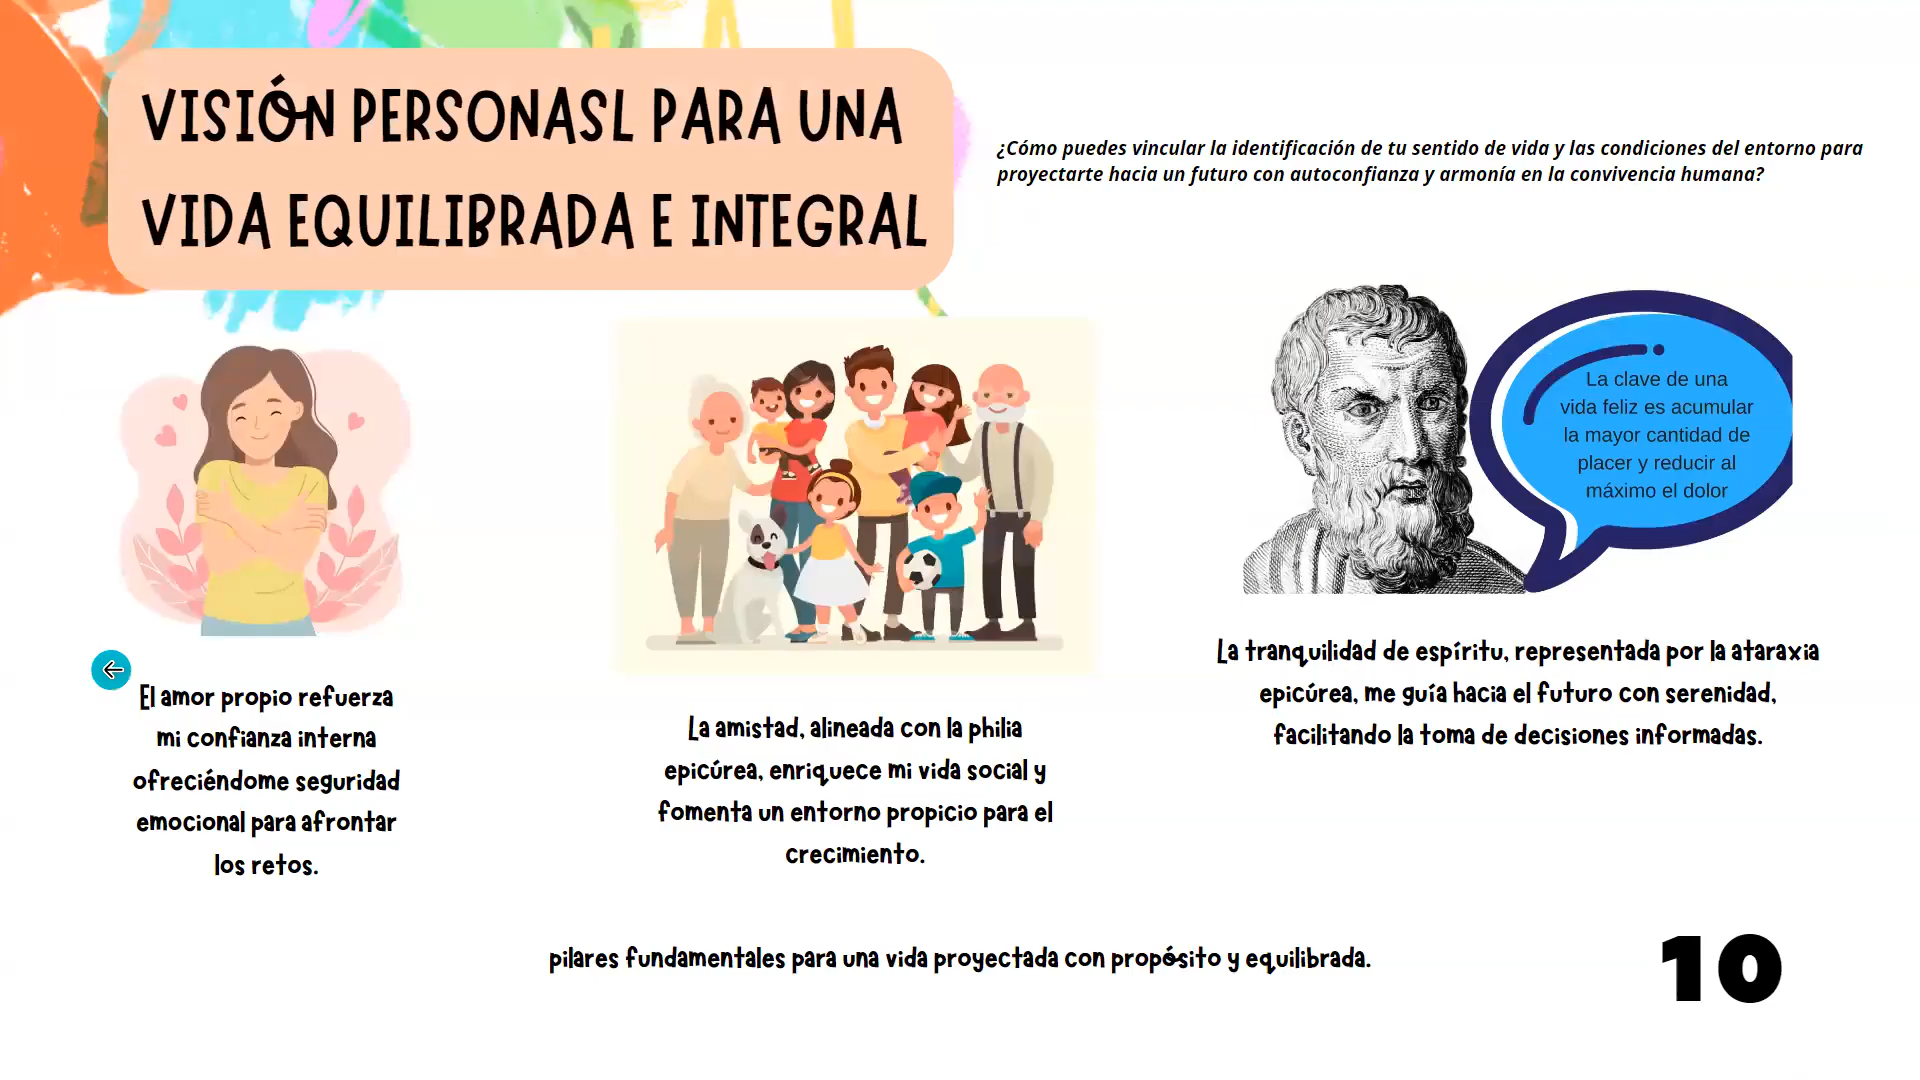 VISIÓN PERSONASL PARA UNA
VIDA EQUILIBRADA E INTEGRAL
¿Cómo puedes vincular la identificación de tu sentido de vida y las condiciones del entorno para
proyectarte hacia un futuro con autoconfianza y armonía en la convivencia humana?
La clave de una
vida feliz es acumular
la mayor cantidad de
placer y reducir al
máximo el dolor
El amor propio refuerza
mi confianza interna
ofreciéndome seguridad
emocional para afrontar
los retos.
La amistad, alineada con la philia
epicúrea, enriquece mi vida social y
fomenta un entorno propicio para el
crecimiento.
La tranquilidad de espíritu, representada por la ataraxia
epicúrea, me guía hacia el futuro con serenidad,
facilitando la toma de decisiones informadas.
pilares fundamentales para una vida proyectada con propósito y equilibrada.
10